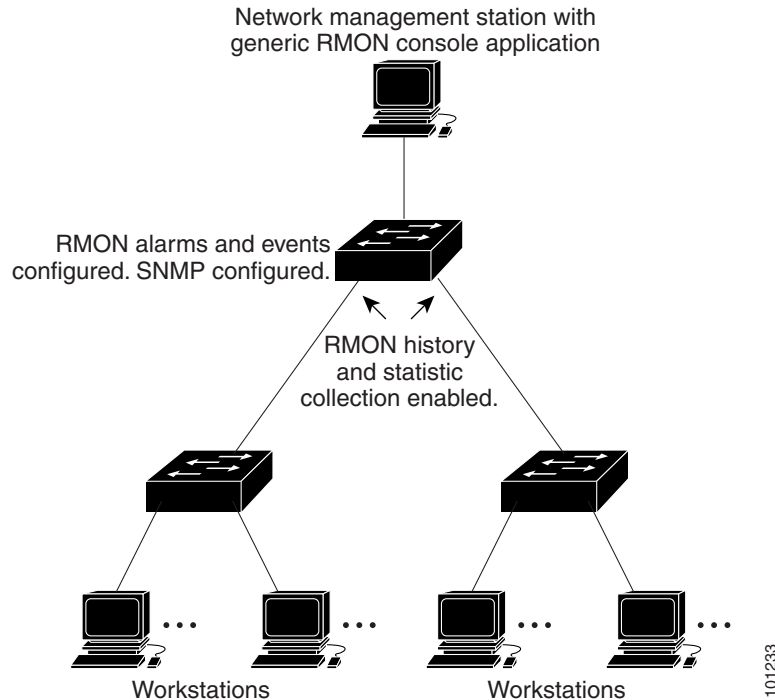 Network management station with
generic RMON console application
RMON alarms and events
configured. SNMP configured.
RMON history
and statistic
collection enabled.
Workstations
Workstations
101233